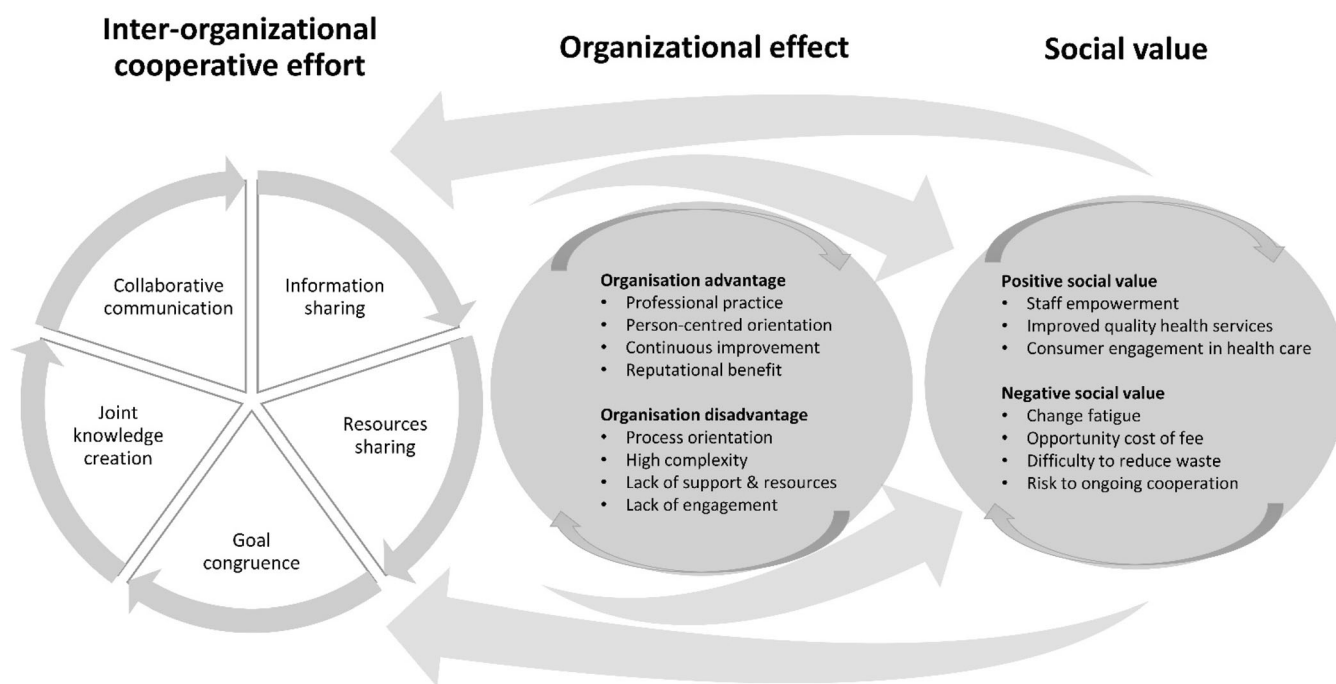 Inter-organizational
cooperative effort
Organizational effect
Social value
Collaborative
communication
Information
sharing
Joint
knowledge
creation
Resources
sharing
Goal
congruence
Organisation advantage
• Professional practice
• Person-centred orientation
• Continuous improvement
• Reputational benefit
Organisation disadvantage
• Process orientation
• High complexity
• Lack of support & resources
• Lack of engagement
Positive social value
• Staff empowerment
• Improved quality health services
• Consumer engagement in health care
Negative social value
• Change fatigue
• Opportunity cost of fee
• Difficulty to reduce waste
• Risk to ongoing cooperation